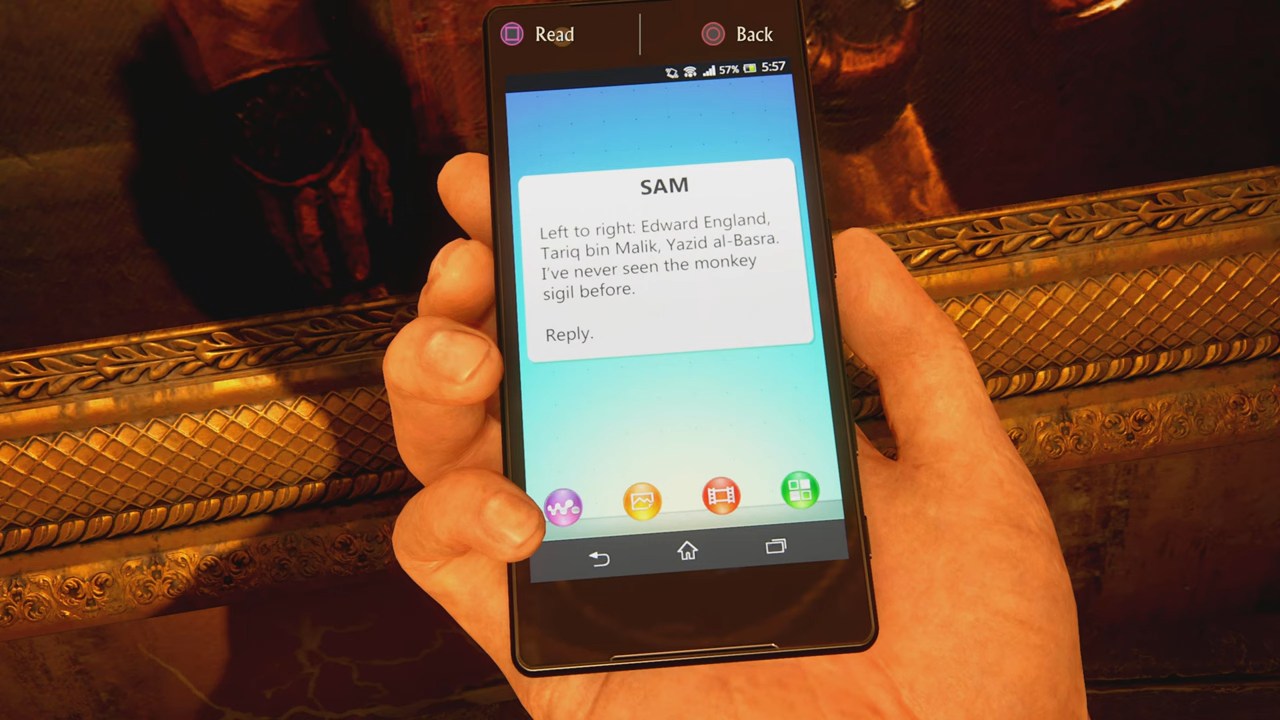 Read
Back
57% 5:57
SAM
Left to right: Edward England,
Tariq bin Malik, Yazid al-Basra.
I've never seen the monkey
sigil before.
Reply.